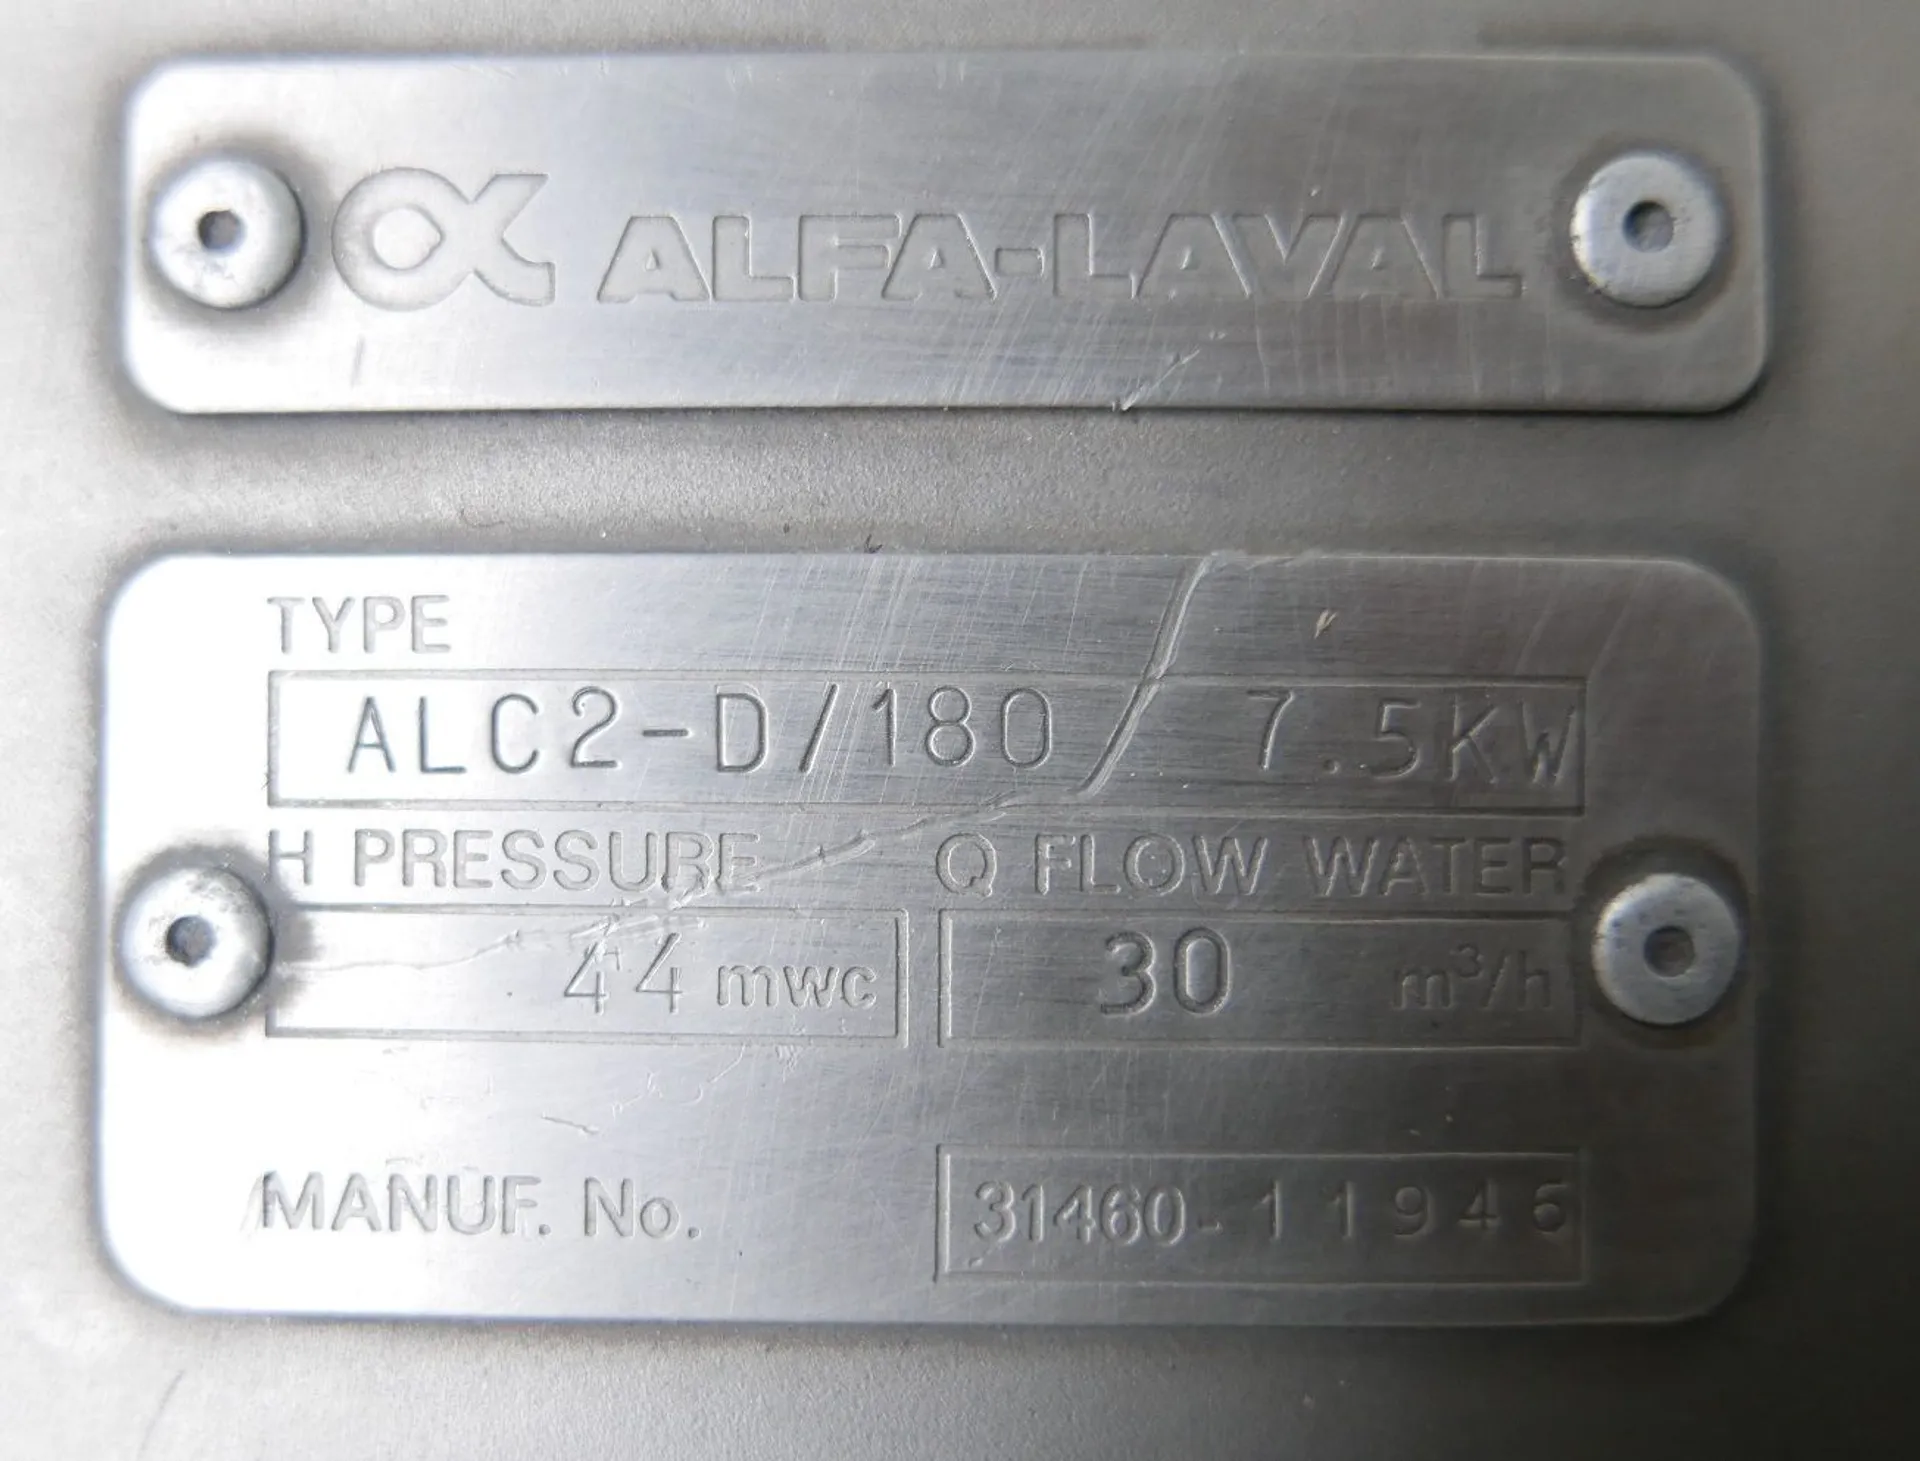 α ALFA-LAVAL
TYPE
ALC2-D/180/ 7.5KW
H PRESSURE Q FLOW WATER
44 mwc 30 m³/h
MANUF. No. 31460-11946